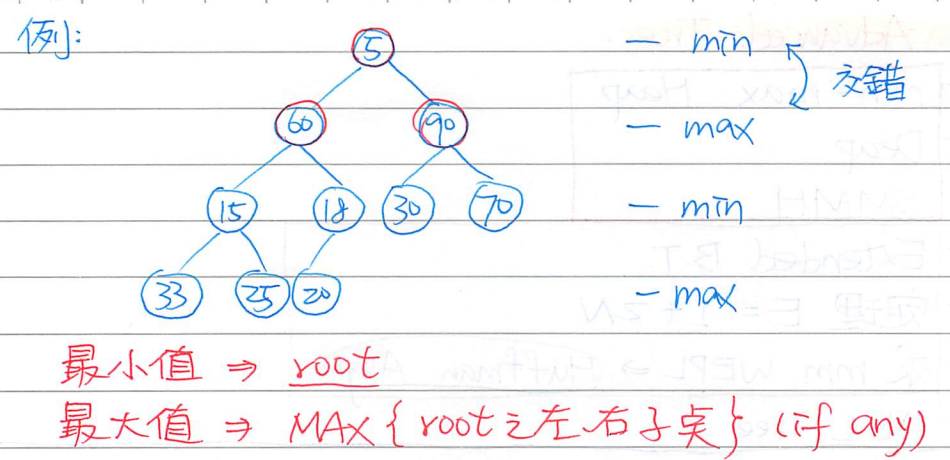 例:
5 — min
交錯
60 90 — max
15 18 30 70 — min
33 25 20 — max
最小值 ⇒ root
最大值 ⇒ MAX{root之左、右子點} (if any)